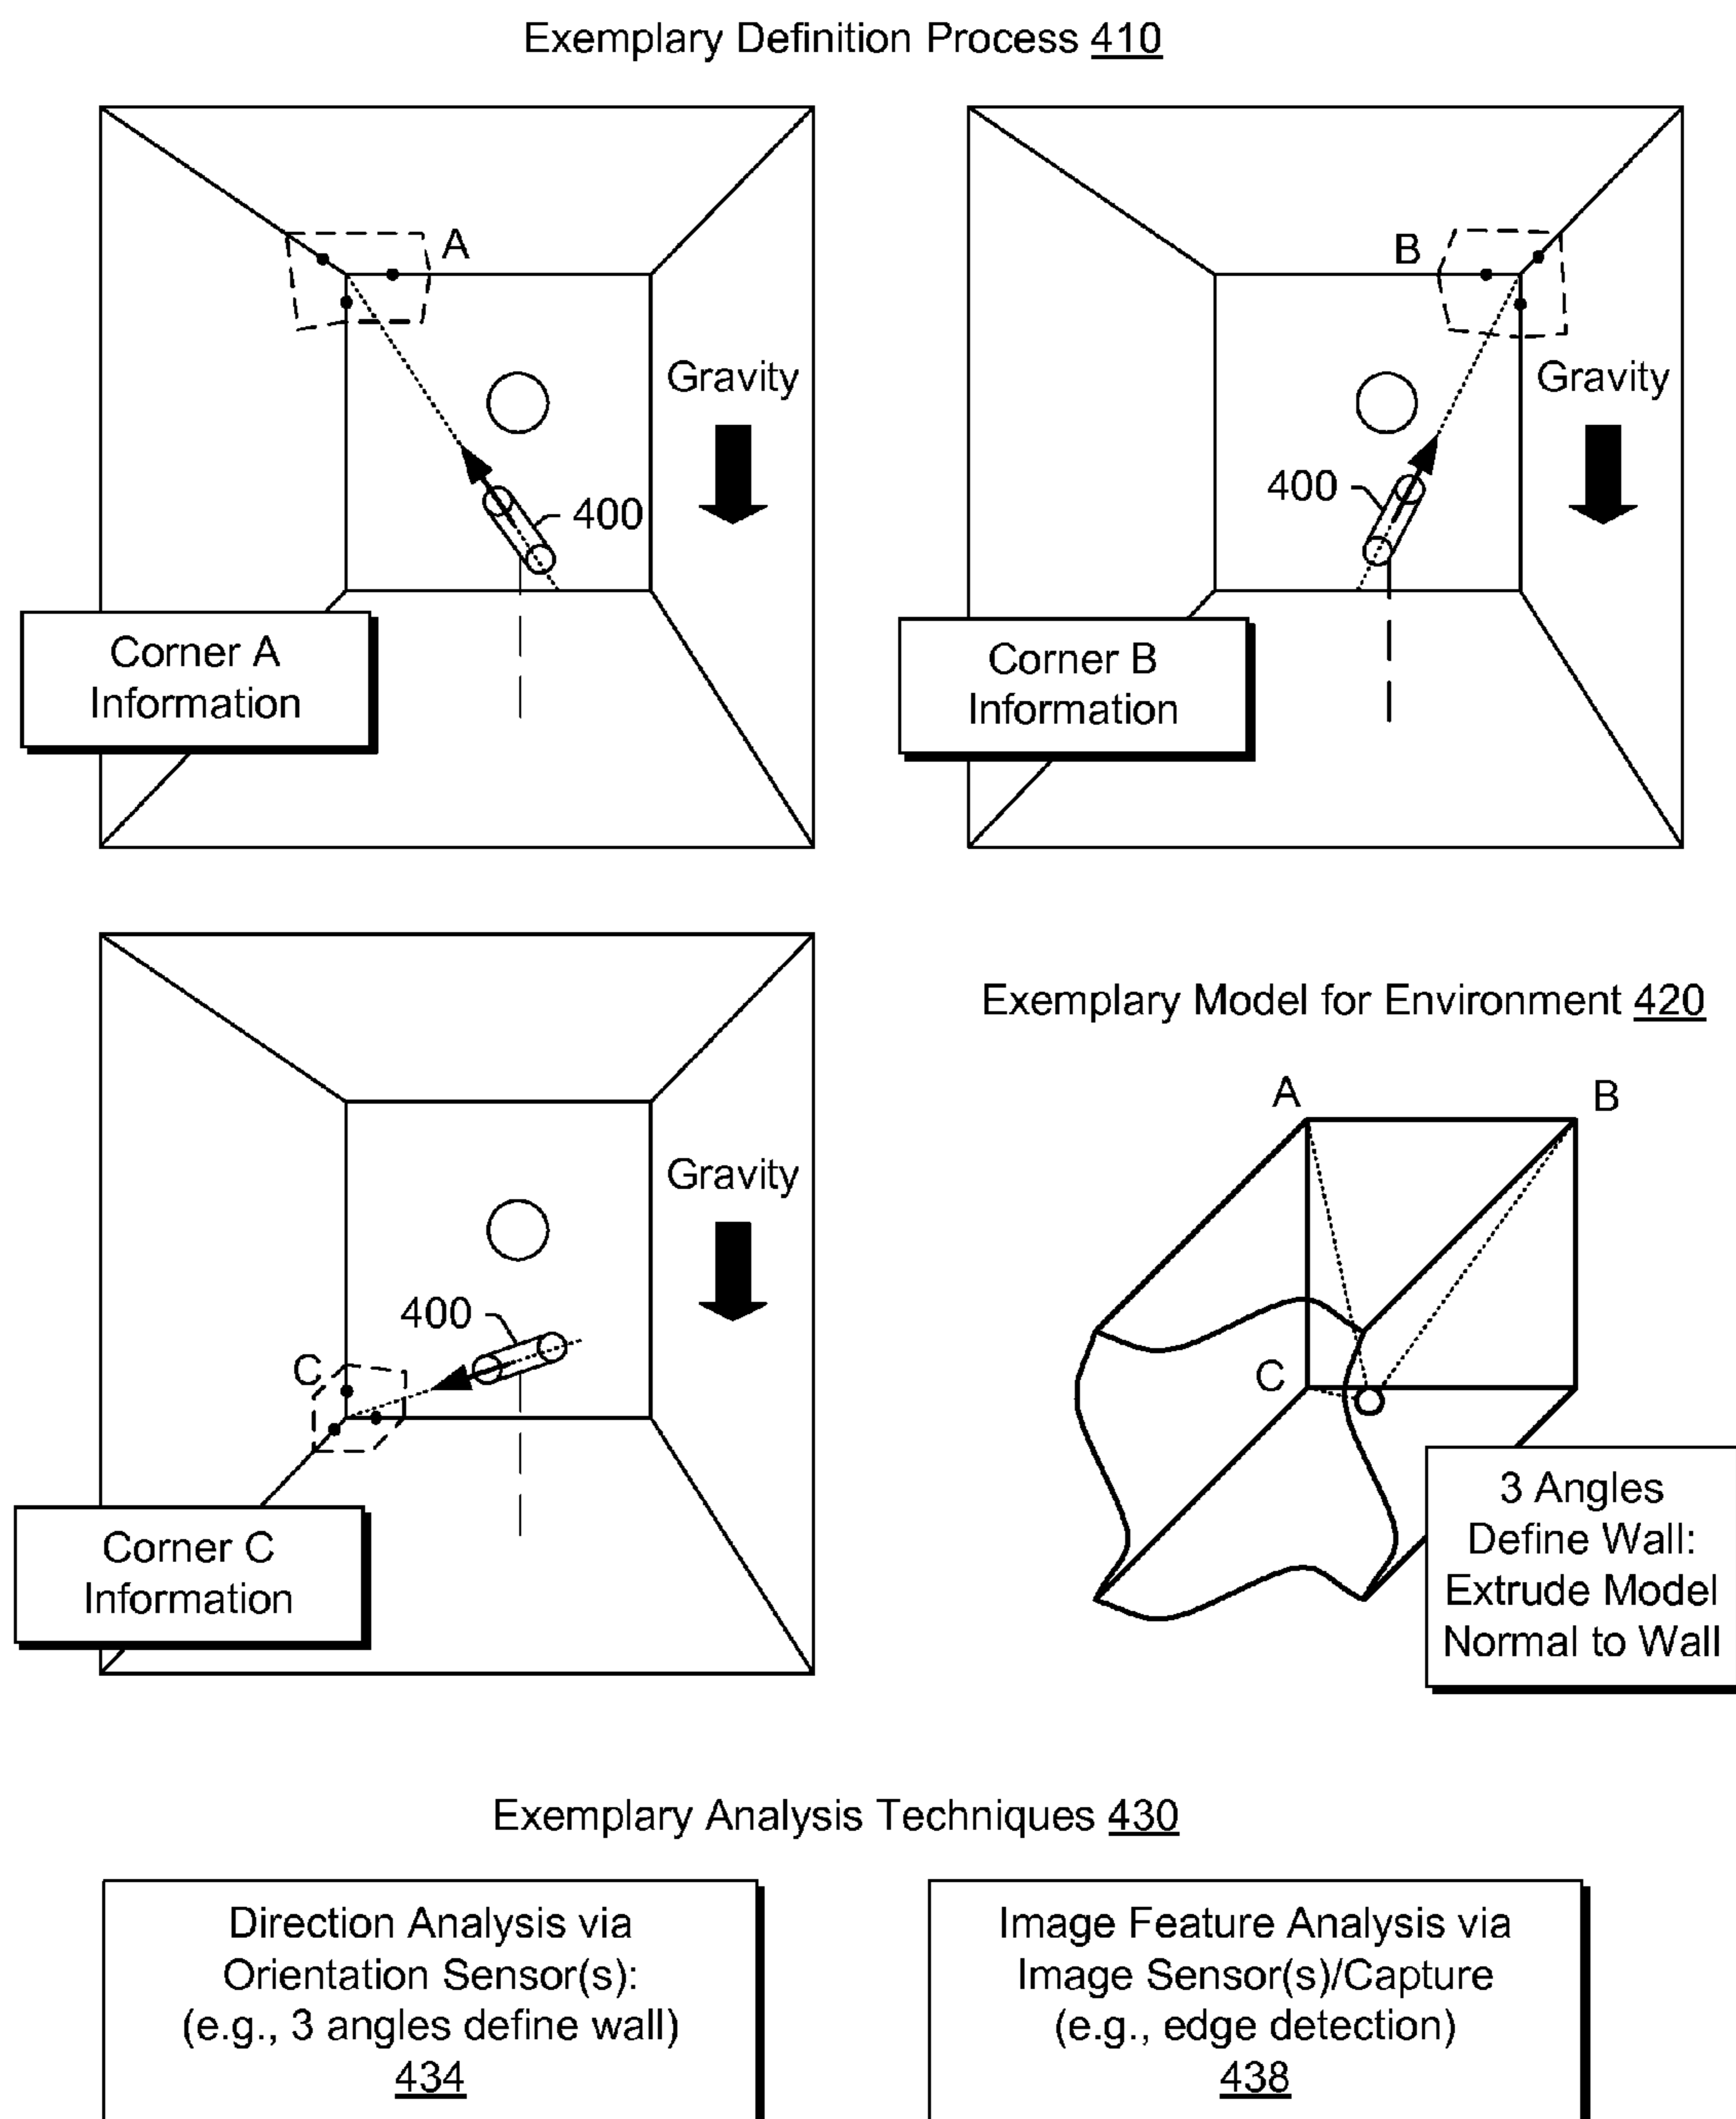 Exemplary Definition Process 410
A
Gravity
400
Corner A
Information
B
Gravity
400
Corner B
Information
Gravity
400
C
Corner C
Information
Exemplary Model for Environment 420
A
B
C
3 Angles
Define Wall:
Extrude Model
Normal to Wall
Exemplary Analysis Techniques 430
Direction Analysis via
Orientation Sensor(s):
(e.g., 3 angles define wall)
434
Image Feature Analysis via
Image Sensor(s)/Capture
(e.g., edge detection)
438